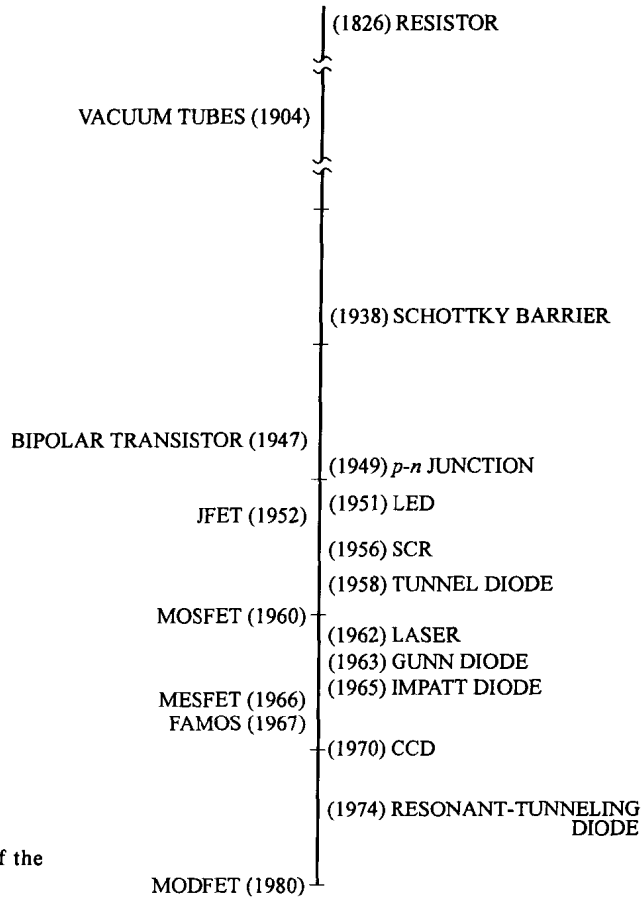 (1826) RESISTOR
VACUUM TUBES (1904)
(1938) SCHOTTKY BARRIER
BIPOLAR TRANSISTOR (1947)
(1949) p-n JUNCTION
(1951) LED
JFET (1952)
(1956) SCR
(1958) TUNNEL DIODE
MOSFET (1960)
(1962) LASER
(1963) GUNN DIODE
(1965) IMPATT DIODE
MESFET (1966)
FAMOS (1967)
(1970) CCD
(1974) RESONANT-TUNNELING
DIODE
f the
MODFET (1980)